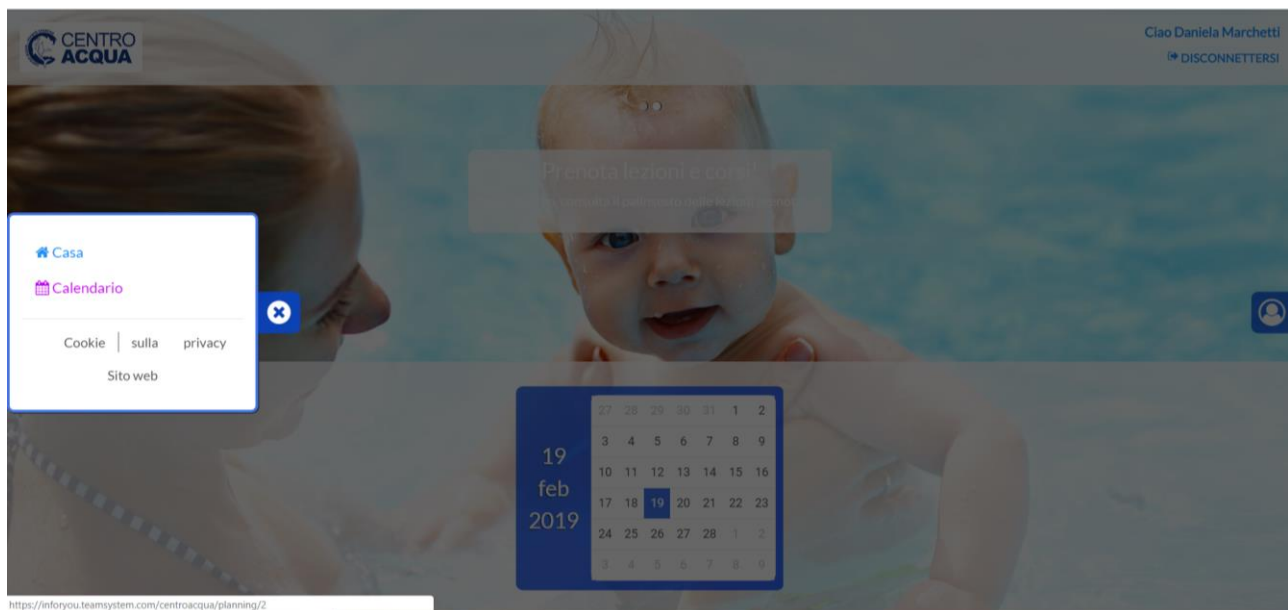 CENTRO
ACQUA
Ciao Daniela Marchetti
DISCONNETTERSI
Prenota lezioni e corsi!
Casa
Calendario
Cookie | sulla privacy
Sito web
19
feb
2019
27 28 29 30 31 1 2
3 4 5 6 7 8 9
10 11 12 13 14 15 16
17 18 19 20 21 22 23
24 25 26 27 28 1 2
3 4 5 6 7 8 9
https://inforyou.teamsystem.com/centroacqua/planning/2